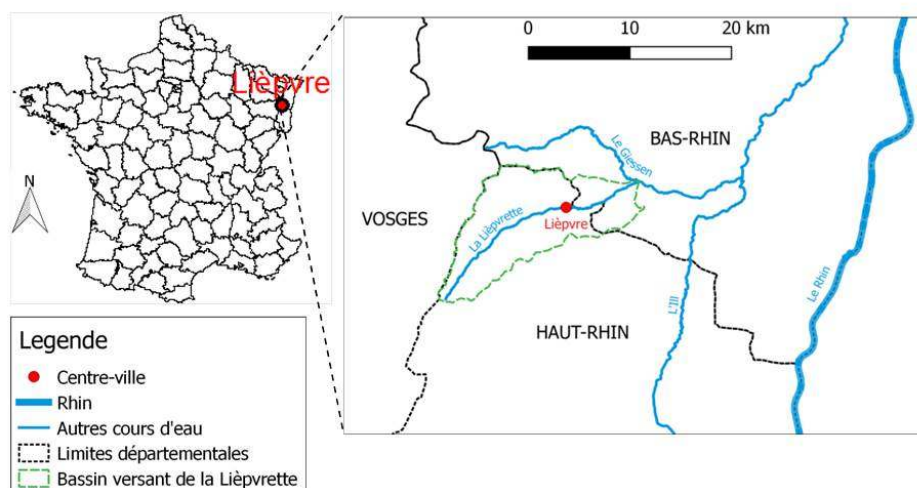 Lièpvre
N
0 10 20 km
BAS-RHIN
Le Giessen
VOSGES
La Lièpvrette
Lièpvre
L'Ill
Le Rhin
HAUT-RHIN
Legende
Centre-ville
Rhin
Autres cours d'eau
Limites départementales
Bassin versant de la Lièpvrette